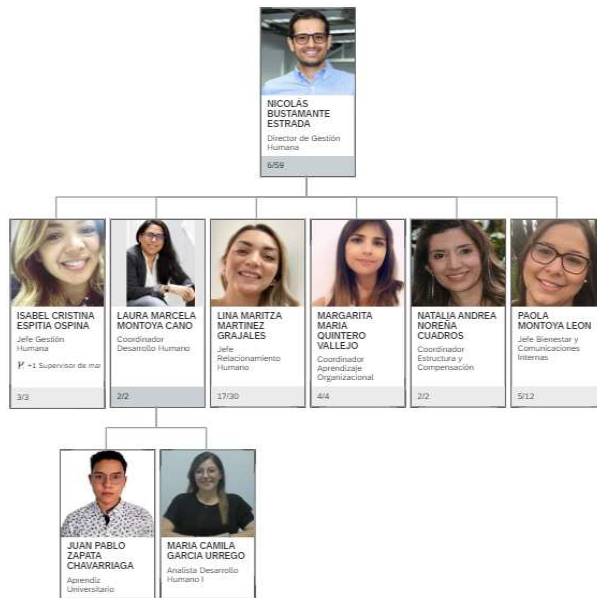 NICOLÁS
BUSTAMANTE
ESTRADA
Director de Gestión
Humana
6/59
ISABEL CRISTINA
ESPITIA OSPINA
Jefe Gestión
Humana
+1 Supervisor de mar
3/3
LAURA MARCELA
MONTOYA CANO
Coordinador
Desarrollo Humano
2/2
LINA MARITZA
MARTINEZ
GRAJALES
Jefe
Relacionamiento
Humano
17/30
MARGARITA
MARIA
QUINTERO
VALLEJO
Coordinador
Aprendizaje
Organizacional
4/4
NATALIA ANDREA
NOREÑA
CUADROS
Coordinador
Estructura y
Compensación
2/2
PAOLA
MONTOYA LEON
Jefe Bienestar y
Comunicaciones
Internas
5/12
JUAN PABLO
ZAPATA
CHAVARRIAGA
Aprendiz
Universitario
MARIA CAMILA
GARCIA URREGO
Analista Desarrollo
Humano I